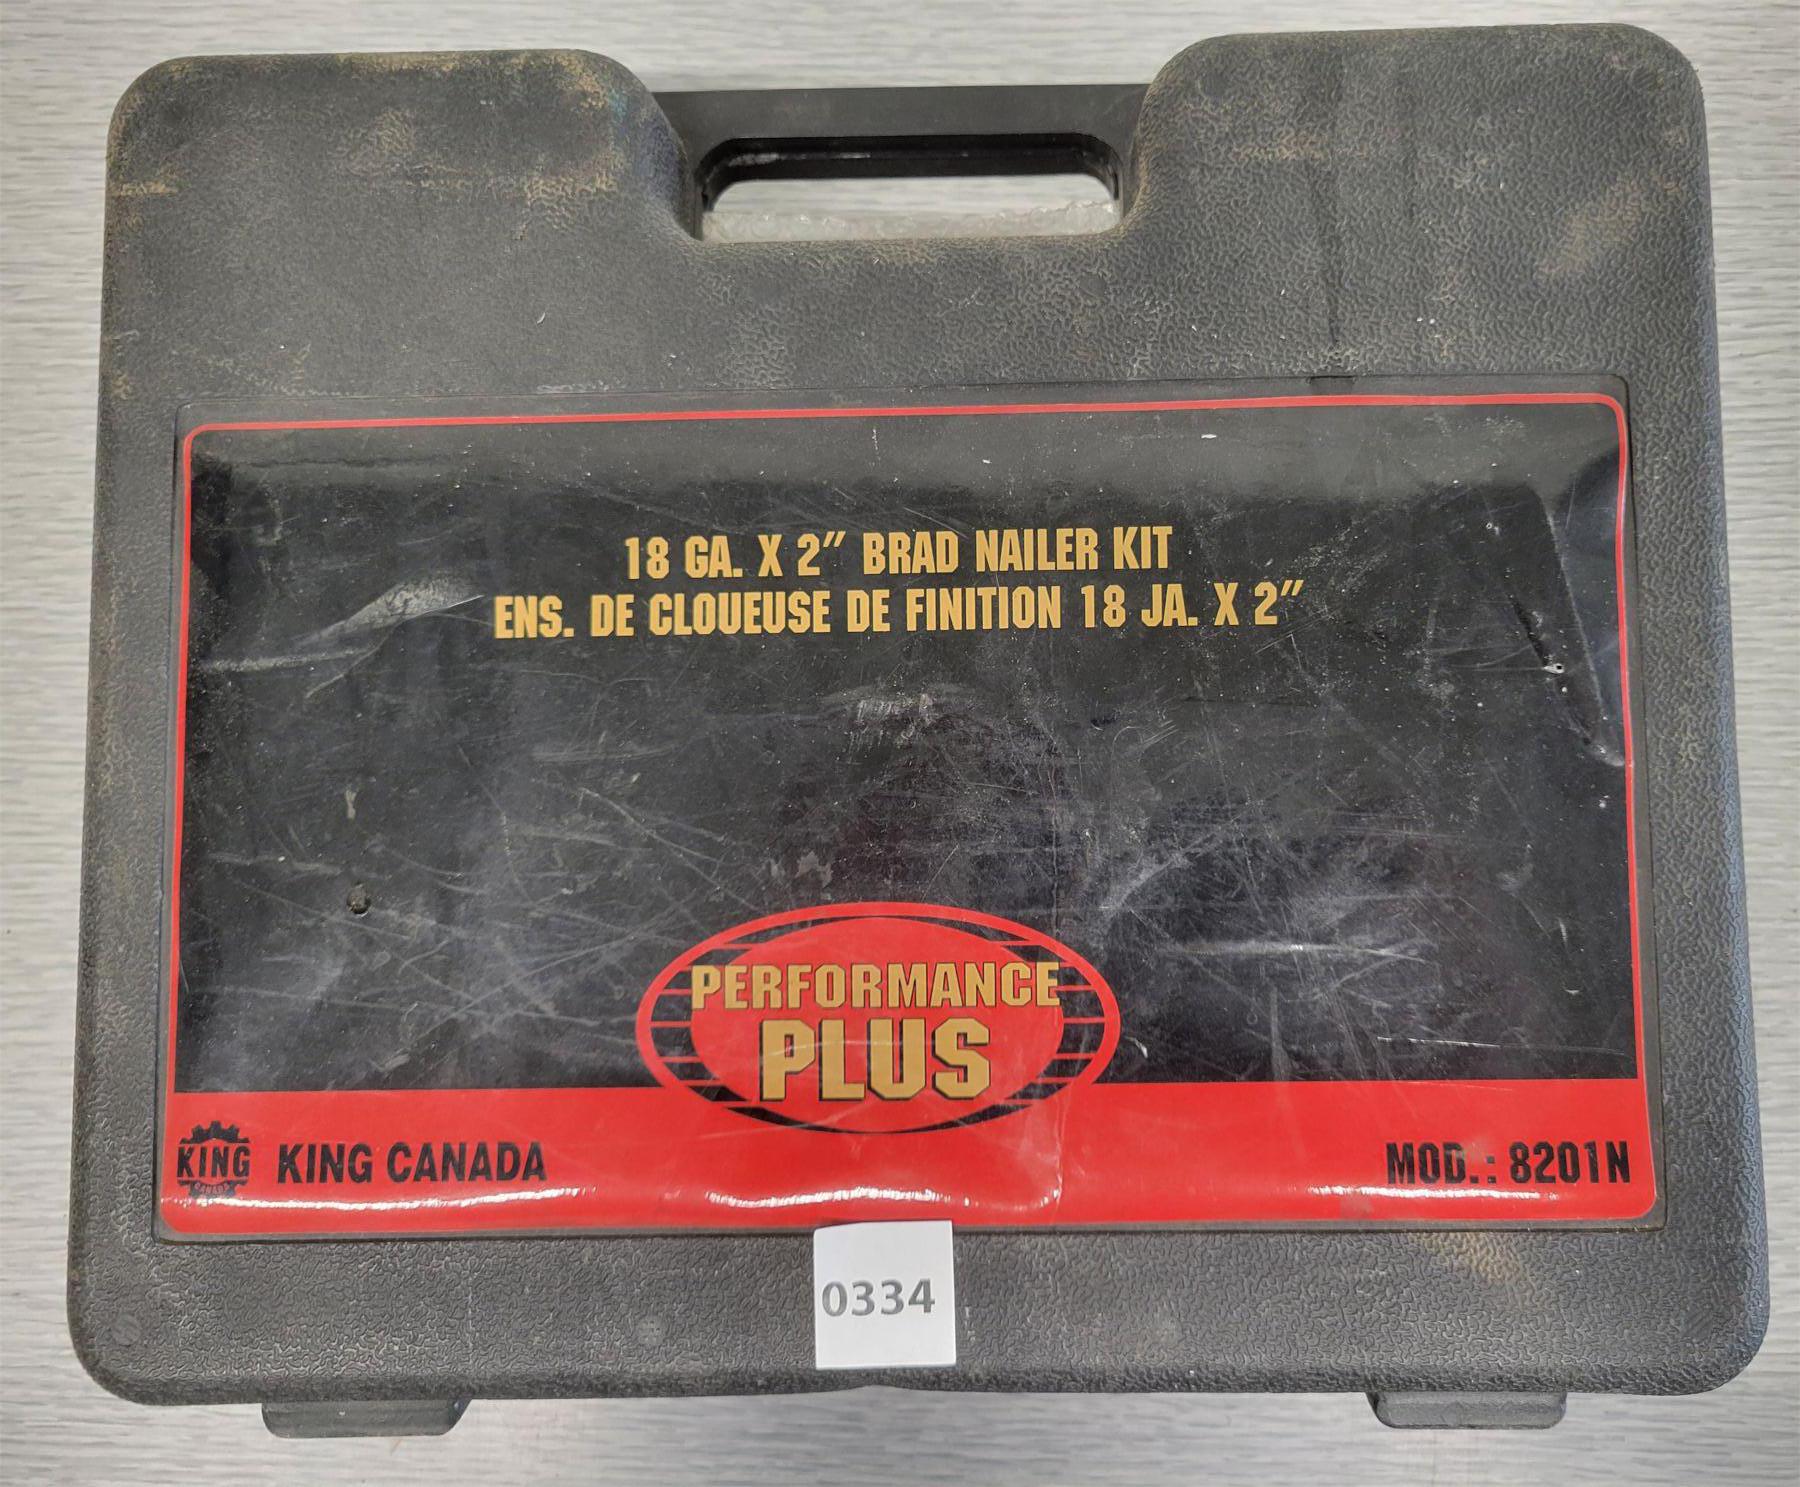 18 GA. X 2" BRAD NAILER KIT
ENS. DE CLOUEUSE DE FINITION 18 JA. X 2"
PERFORMANCE
PLUS
KING
CANADA
KING CANADA
MOD.: 8201N
0334